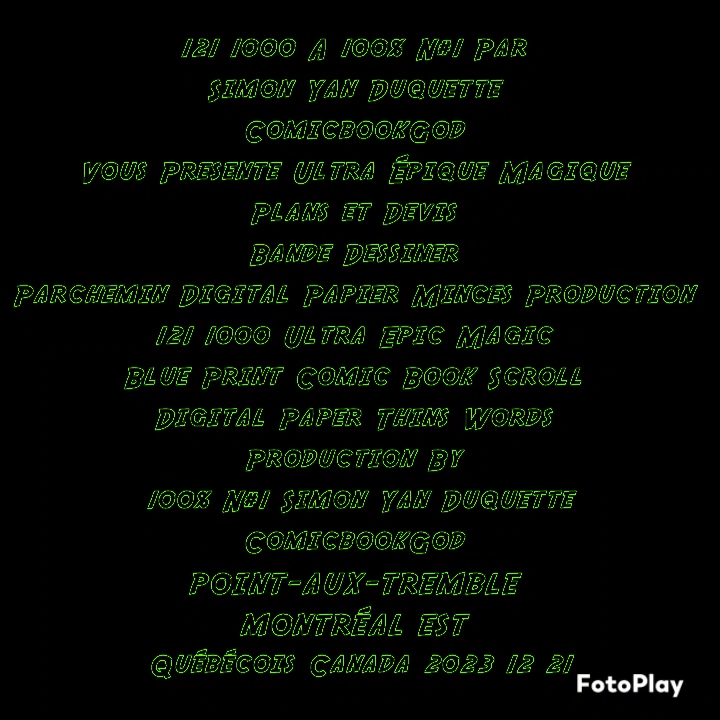 121 1000 A 100% N#1 Par
Simon Yan Duquette
ComicbookGod
Vous Presente Ultra Épique Magique
Plans et Devis
Bande Dessiner
Parchemin Digital Papier Minces Production
121 1000 Ultra Epic Magic
Blue Print Comic Book Scroll
Digital Paper Thins Words
Production By
100% N#1 Simon Yan Duquette
ComicbookGod
POINT-AUX-TREMBLE
MONTRÉAL EST
Québécois Canada 2023 12 21
FotoPlay